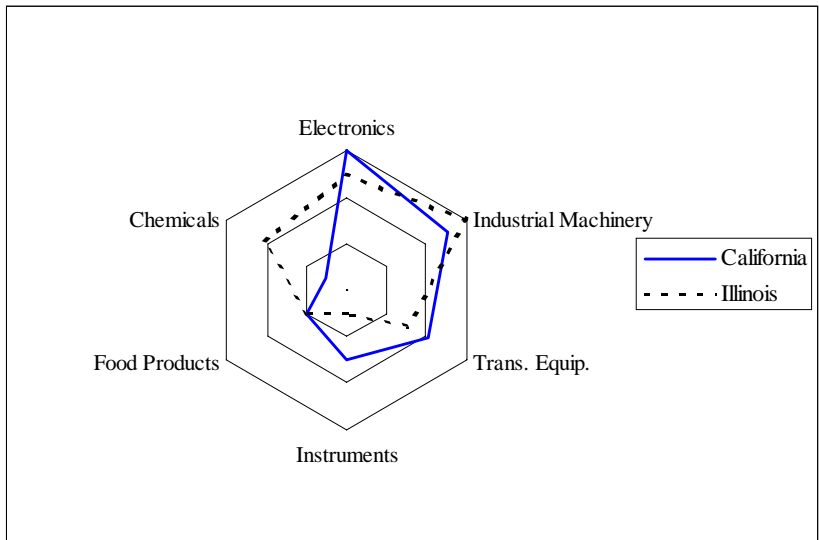 Electronics
Chemicals
Industrial Machinery
California
Illinois
Food Products
Trans. Equip.
Instruments